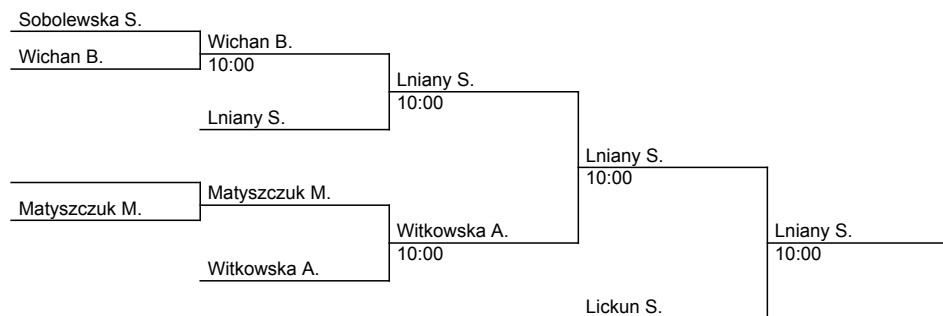 Sobolewska S.
Wichan B.
Wichan B.
10:00
Lniany S.
10:00
Lniany S.
Lniany S.
10:00
Matyszczuk M.
Matyszczuk M.
Witkowska A.
10:00
Lniany S.
10:00
Witkowska A.
Lickun S.